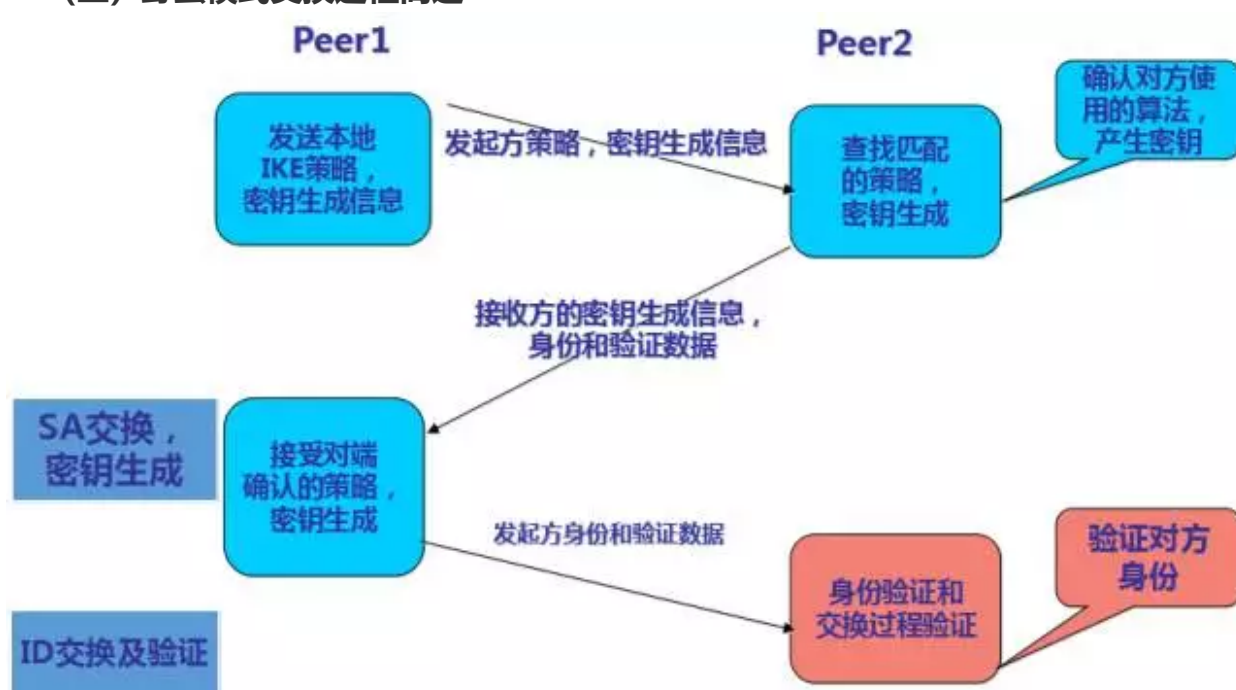 Peer1
Peer2
确认对方使
用的算法，
产生密钥
发送本地
IKE策略，
密钥生成信息
发起方策略，密钥生成信息
查找匹配
的策略，
密钥生成
接收方的密钥生成信息，
身份和验证数据
SA交换，
密钥生成
接受对端
确认的策略，
密钥生成
发起方身份和验证数据
验证对方
身份
身份验证和
交换过程验证
ID交换及验证